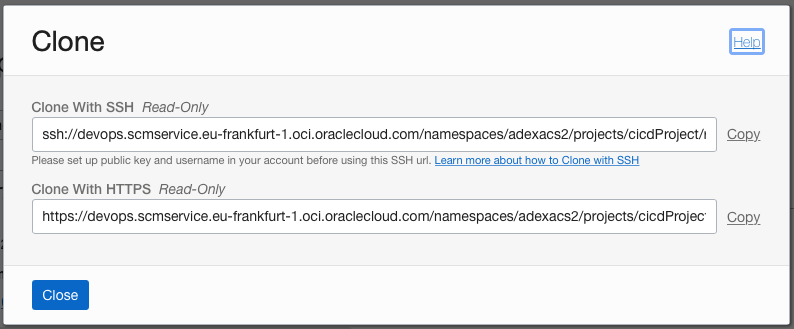 Clone
Help
Clone With SSH Read-Only
ssh://devops.scmservice.eu-frankfurt-1.oci.oraclecloud.com/namespaces/adexacs2/projects/cicdProject/
Copy
Please set up public key and username in your account before using this SSH url. Learn more about how to Clone with SSH
Clone With HTTPS Read-Only
https://devops.scmservice.eu-frankfurt-1.oci.oraclecloud.com/namespaces/adexacs2/projects/cicdProjec
Copy
Close